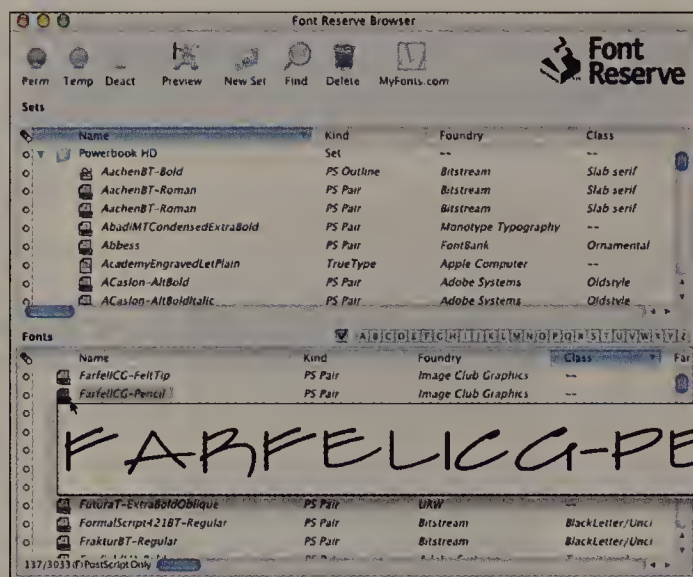 Font Reserve Browser
Perm Temp Deact Preview New Set Find Delete MyFonts.com
Font Reserve
Sets
Name Kind Foundry Class
Powerbook HD Set -- --
AachenBT-Bold PS Outline Bitstream Slab serif
AachenBT-Roman PS Pair Bitstream Slab serif
AachenBT-Roman PS Pair Bitstream Slab serif
AbadiMTCondensedExtraBold PS Pair Monotype Typography --
Abbess PS Pair FontBank Ornamental
AcademyEngravedLetPlain TrueType Apple Computer --
ACaslon-AltBold PS Pair Adobe Systems Oldstyle
ACaslon-AltBoldItalic PS Pair Adobe Systems Oldstyle
Fonts A B C D E F G H I J K L M N O P Q R S T U V W X Y Z
Name Kind Foundry Class Far
FarfelICG-FeltTip PS Pair Image Club Graphics --
FarfelICG-Pencil PS Pair Image Club Graphics --
FARFELICG-PE
FuturaT-ExtraBoldOblique PS Pair URW
FormalScript421BT-Regular PS Pair Bitstream BlackLetter/Unci
FrakturBT-Regular PS Pair Bitstream BlackLetter/Unci
137/3033 (F) PostScript Only